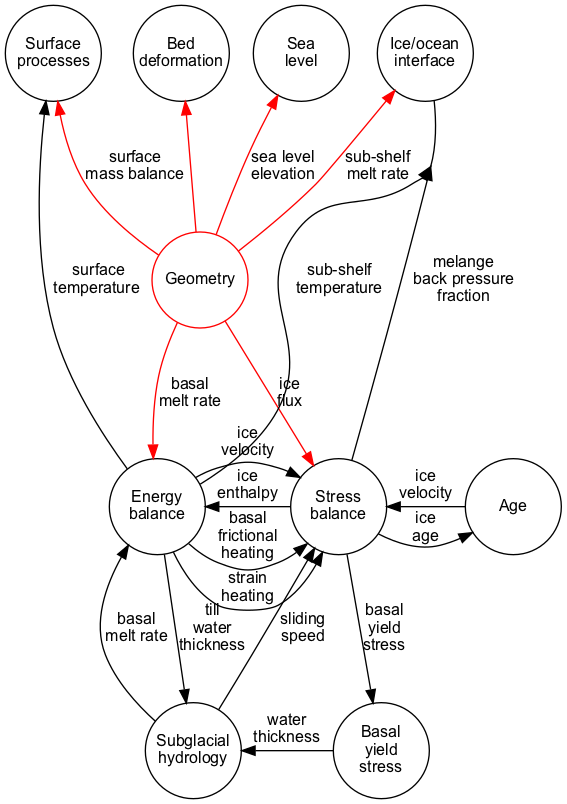 Surface
processes
Bed
deformation
Sea
level
Ice/ocean
interface
surface
mass balance
sea level
elevation
sub-shelf
melt rate
Geometry
surface
temperature
sub-shelf
temperature
melange
back pressure
fraction
basal
melt rate
ice
flux
ice
velocity
Energy
balance
ice
enthalpy
Stress
balance
ice
velocity
Age
basal
frictional
heating
ice
age
strain
heating
basal
melt rate
till
water
thickness
sliding
speed
basal
yield
stress
Subglacial
hydrology
water
thickness
Basal
yield
stress